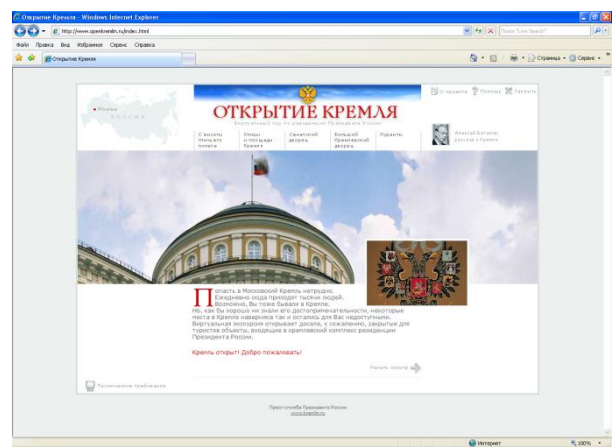 Открытие Кремля - Windows Internet Explorer
http://www.openkremlin.ru/index.html
Файл Правка Вид Избранное Сервис Справка
Открытие Кремля
Страница Сервис
О проекте Помощь Закрыть
Москва
РОССИЯ
ОТКРЫТИЕ КРЕМЛЯ
Виртуальный тур по резиденции Президента России
С высоты
птичьего
полета
Улицы
и площади
Кремля
Сенатский
дворец
Большой
Кремлевский
дворец
Куранты
рассказ о Кремле
Попасть в Московский Кремль нетрудно.
Ежедневно сюда приходят тысячи людей.
Возможно, Вы тоже бывали в Кремле.
Но, как бы хорошо ни знали его достопримечательности, некоторые
места в Кремле наверняка так и остались для Вас недоступными.
Виртуальная экскурсия открывает доселе, к сожалению, закрытые для
туристов объекты, входящие в кремлевский комплекс резиденции
Президента России.
Кремль открыт! Добро пожаловать!
Начать осмотр
Технические требования
Пресс-служба Президента России
www.kremlin.ru
Интернет
100%